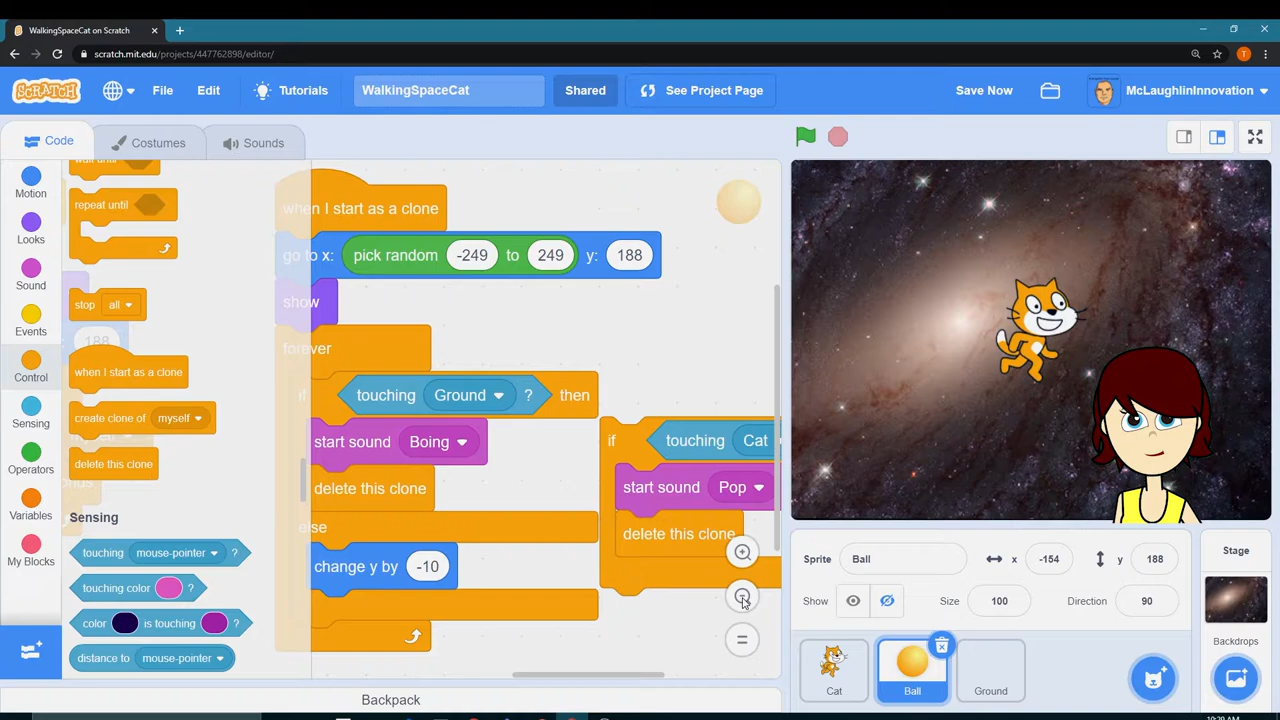 WalkingSpaceCat on Scratch
scratch.mit.edu/projects/447762898/editor/
T
SCRATCH
File
Edit
Tutorials
WalkingSpaceCat
Shared
See Project Page
Save Now
McLaughlinInnovation
Code
Costumes
Sounds
Motion
Looks
Sound
Events
Control
Sensing
Operators
Variables
My Blocks
wait until
repeat until
stop all
188
when I start as a clone
create clone of myself
delete this clone
Sensing
touching mouse-pointer ?
touching color ?
color is touching ?
distance to mouse-pointer
when I start as a clone
go to x: pick random -249 to 249 y: 188
show
forever
if touching Ground ? then
start sound Boing
delete this clone
else
change y by -10
if touching Cat
start sound Pop
delete this clone
Backpack
Sprite Ball x -154 y 188
Show Size 100 Direction 90
Cat
Ball
Ground
Stage
Backdrops